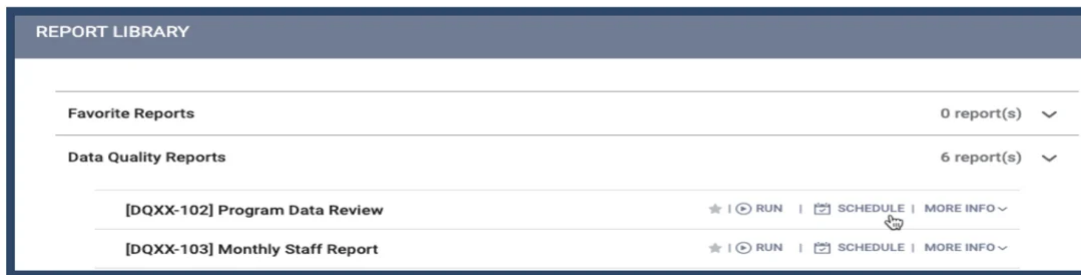 REPORT LIBRARY
Favorite Reports 0 report(s)
Data Quality Reports 6 report(s)
[DQXX-102] Program Data Review | RUN | SCHEDULE | MORE INFO
[DQXX-103] Monthly Staff Report | RUN | SCHEDULE | MORE INFO